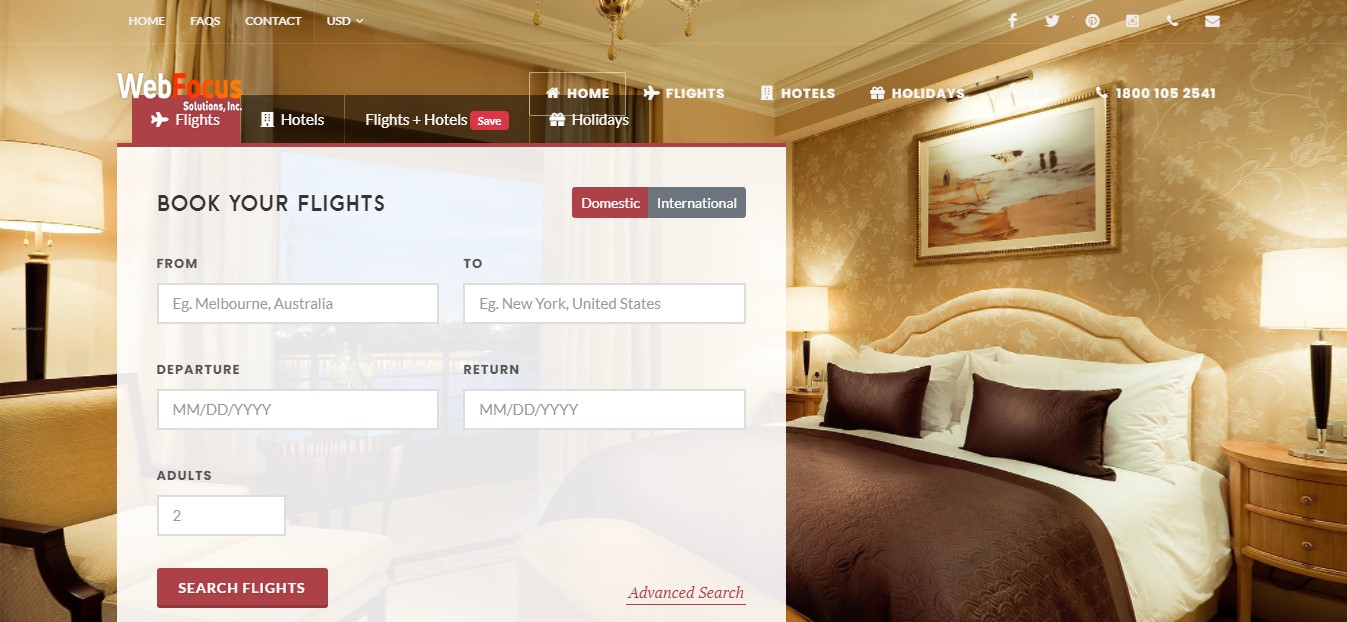 HOME FAQS CONTACT USD
WebFocus
Solutions, Inc.
HOME FLIGHTS HOTELS HOLIDAYS 1800 105 2541
Flights Hotels Flights + Hotels Save Holidays
BOOK YOUR FLIGHTS
Domestic International
FROM TO
Eg. Melbourne, Australia Eg. New York, United States
DEPARTURE RETURN
MM/DD/YYYY MM/DD/YYYY
ADULTS
2
SEARCH FLIGHTS
Advanced Search